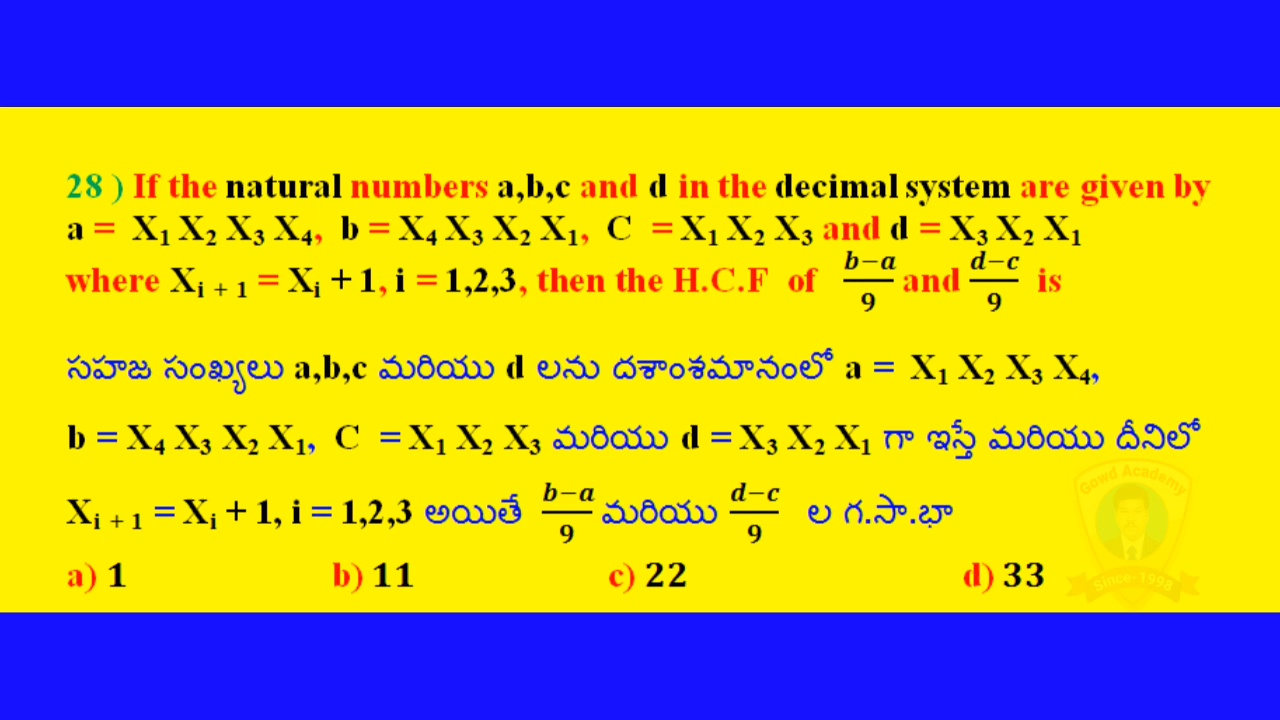 28 ) If the natural numbers a,b,c and d in the decimal system are given by
a = X₁ X₂ X₃ X₄, b = X₄ X₃ X₂ X₁, C = X₁ X₂ X₃ and d = X₃ X₂ X₁
where Xᵢ ₊ ₁ = Xᵢ + 1, i = 1,2,3, then the H.C.F of (b−a)/9 and (d−c)/9 is
సహజ సంఖ్యలు a,b,c మరియు d లను దశాంశమానంలో a = X₁ X₂ X₃ X₄,
b = X₄ X₃ X₂ X₁, C = X₁ X₂ X₃ మరియు d = X₃ X₂ X₁ గా ఇస్తే మరియు దీనిలో
Xᵢ ₊ ₁ = Xᵢ + 1, i = 1,2,3 అయితే (b−a)/9 మరియు (d−c)/9 ల గ.సా.భా
a) 1 b) 11 c) 22 d) 33
Gowd Academy
Since-1998